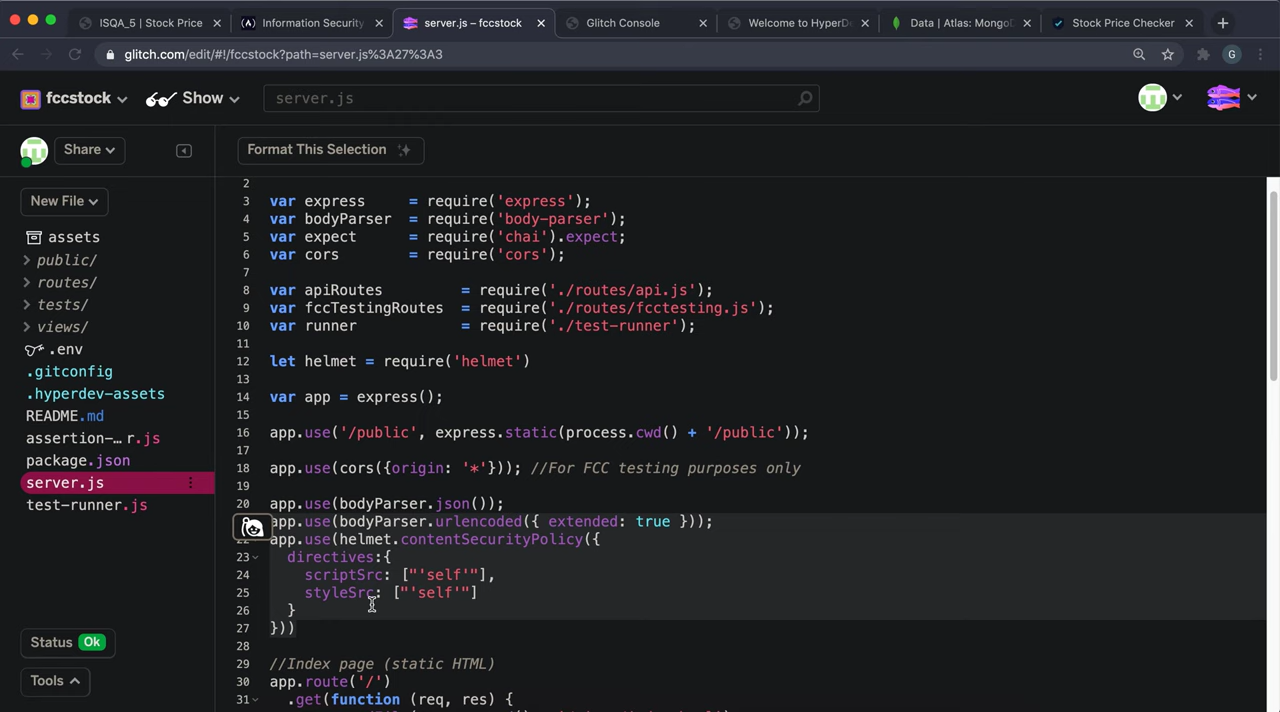 ISQA_5 | Stock Price
Information Security
server.js – fccstock
Glitch Console
Welcome to HyperDe
Data | Atlas: MongoD
Stock Price Checker
glitch.com/edit/#!/fccstock?path=server.js%3A27%3A3
G
fccstock
Show
server.js
Share
Format This Selection
New File
assets
public/
routes/
tests/
views/
.env
.gitconfig
.hyperdev-assets
README.md
assertion-…r.js
package.json
server.js
test-runner.js
Status Ok
Tools
2
3 var express = require('express');
4 var bodyParser = require('body-parser');
5 var expect = require('chai').expect;
6 var cors = require('cors');
7
8 var apiRoutes = require('./routes/api.js');
9 var fccTestingRoutes = require('./routes/fcctesting.js');
10 var runner = require('./test-runner');
11
12 let helmet = require('helmet')
13
14 var app = express();
15
16 app.use('/public', express.static(process.cwd() + '/public'));
17
18 app.use(cors({origin: '*'})); //For FCC testing purposes only
19
20 app.use(bodyParser.json());
app.use(bodyParser.urlencoded({ extended: true }));
22 app.use(helmet.contentSecurityPolicy({
23 directives:{
24 scriptSrc: ["'self'"],
25 styleSrc: ["'self'"]
26 }
27 }))
28
29 //Index page (static HTML)
30 app.route('/')
31 .get(function (req, res) {